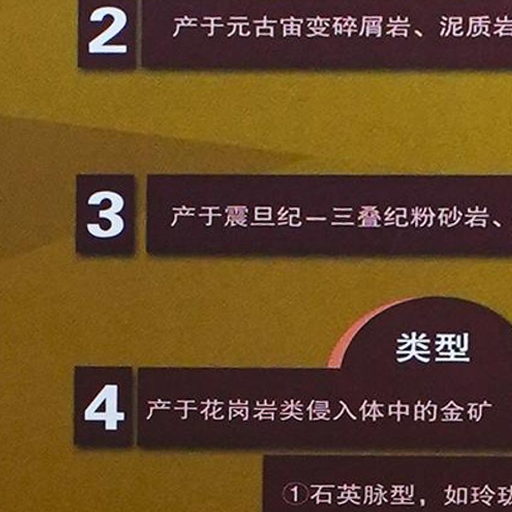 2 产于元古宙变碎屑岩、泥质岩
3 产于震旦纪—三叠纪粉砂岩、
类型
4 产于花岗岩类侵入体中的金矿
①石英脉型，如玲珑